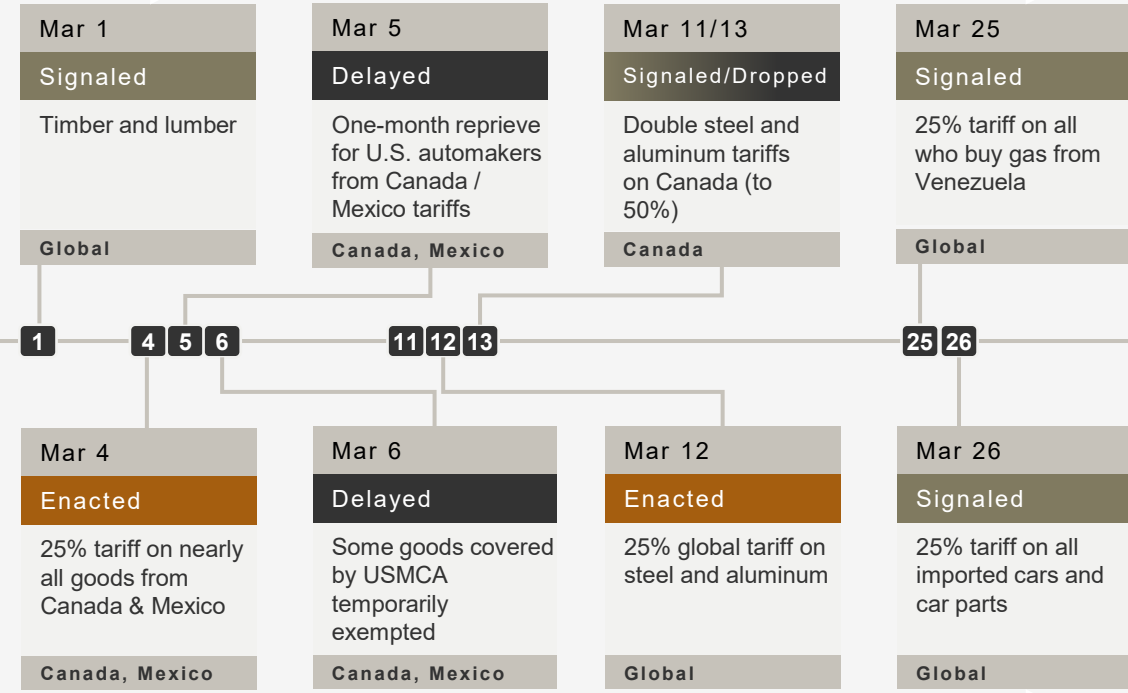 Mar 1
Signaled
Timber and lumber
Global
Mar 5
Delayed
One-month reprieve
for U.S. automakers
from Canada /
Mexico tariffs
Canada, Mexico
Mar 11/13
Signaled/Dropped
Double steel and
aluminum tariffs
on Canada (to
50%)
Canada
Mar 25
Signaled
25% tariff on all
who buy gas from
Venezuela
Global
1 4 5 6 11 12 13 25 26
Mar 4
Enacted
25% tariff on nearly
all goods from
Canada & Mexico
Canada, Mexico
Mar 6
Delayed
Some goods covered
by USMCA
temporarily
exempted
Canada, Mexico
Mar 12
Enacted
25% global tariff on
steel and aluminum
Global
Mar 26
Signaled
25% tariff on all
imported cars and
car parts
Global